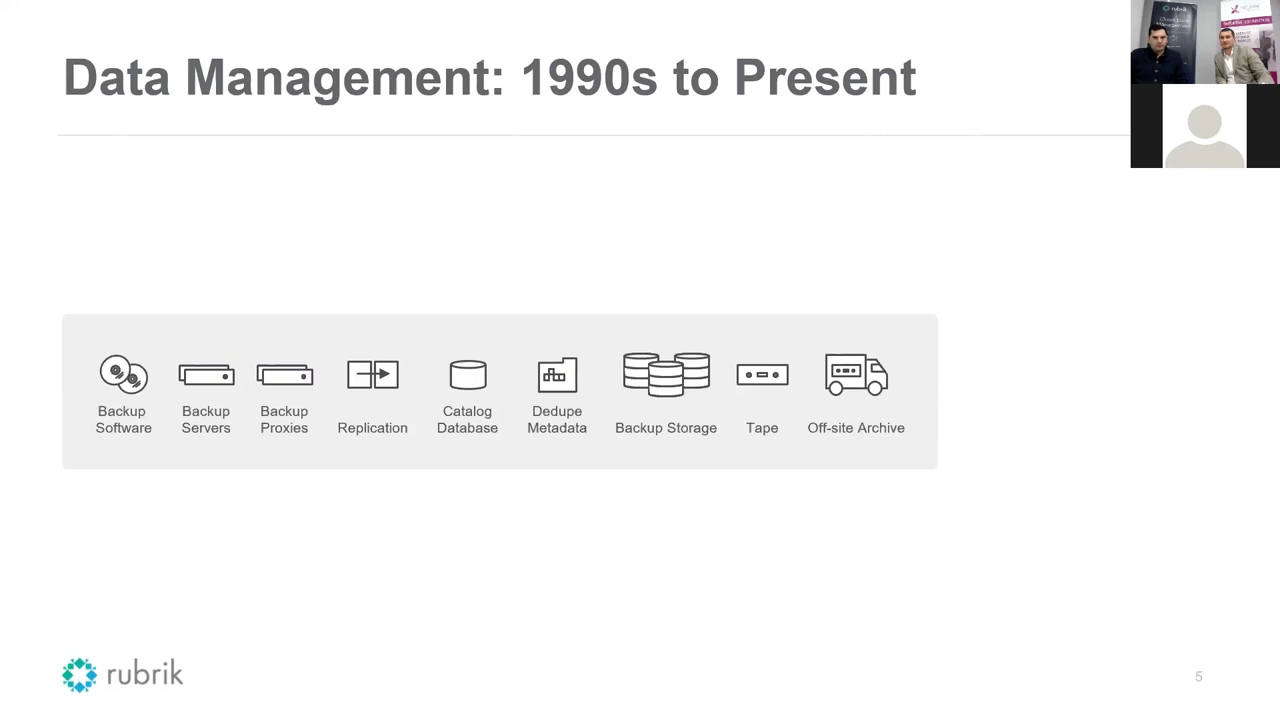 Data Management: 1990s to Present
rubrik
Backup
Software
Backup
Servers
Backup
Proxies
Replication
Catalog
Database
Dedupe
Metadata
Backup Storage
Tape
Off-site Archive
rubrik
5